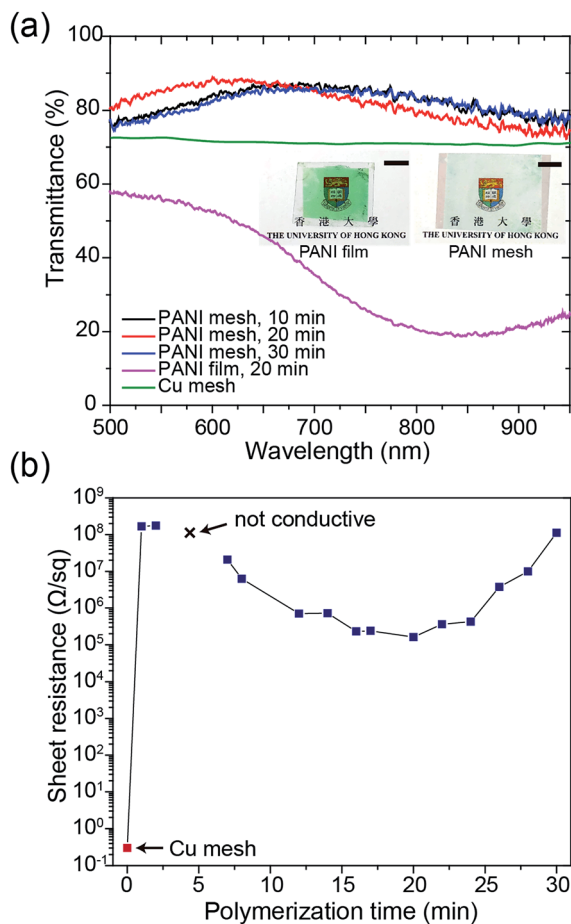 (a)
100
80
60
40
20
0
Transmittance (%)
香 港 大 學
THE UNIVERSITY OF HONG KONG
PANI film
香 港 大 學
THE UNIVERSITY OF HONG KONG
PANI mesh
PANI mesh, 10 min
PANI mesh, 20 min
PANI mesh, 30 min
PANI film, 20 min
Cu mesh
500 600 700 800 900
Wavelength (nm)
(b)
10⁹
10⁸
10⁷
10⁶
10⁵
10⁴
10³
10²
10¹
10⁰
10⁻¹
Sheet resistance (Ω/sq)
not conductive
Cu mesh
0 5 10 15 20 25 30
Polymerization time (min)